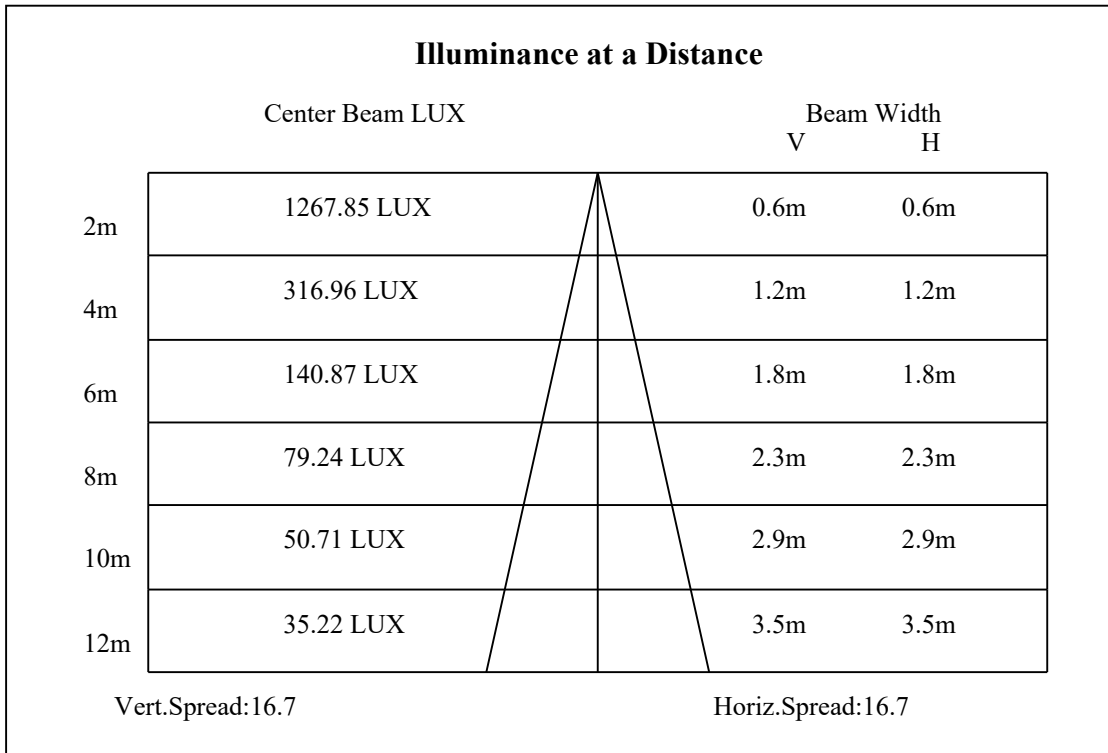 Illuminance at a Distance
Center Beam LUX Beam Width
V H
2m 1267.85 LUX 0.6m 0.6m
4m 316.96 LUX 1.2m 1.2m
6m 140.87 LUX 1.8m 1.8m
8m 79.24 LUX 2.3m 2.3m
10m 50.71 LUX 2.9m 2.9m
12m 35.22 LUX 3.5m 3.5m
Vert.Spread:16.7 Horiz.Spread:16.7